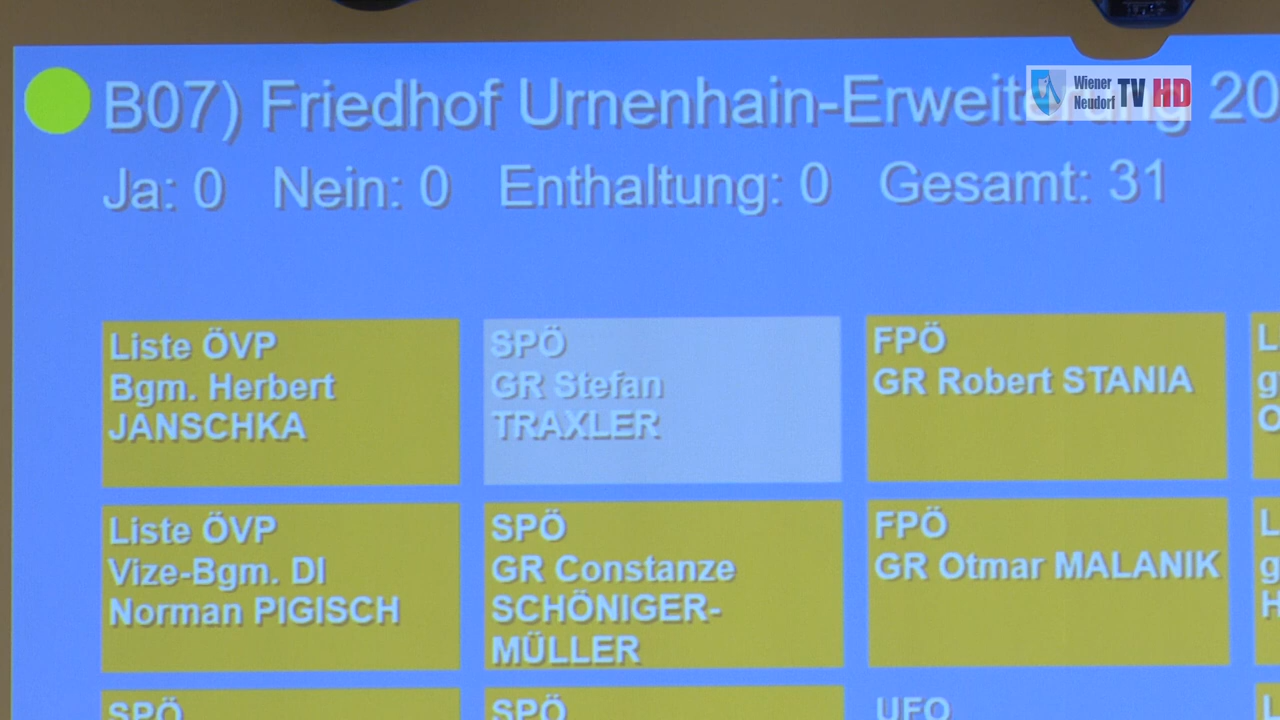 B07) Friedhof Urnenhain-Erweiterung 20
Ja: 0 Nein: 0 Enthaltung: 0 Gesamt: 31
Wiener
Neudorf
TV HD
Liste ÖVP
Bgm. Herbert
JANSCHKA
SPÖ
GR Stefan
TRAXLER
FPÖ
GR Robert STANIA
Liste ÖVP
Vize-Bgm. DI
Norman PIGISCH
SPÖ
GR Constanze
SCHÖNIGER-
MÜLLER
FPÖ
GR Otmar MALANIK
SPÖ
SPÖ
UFO